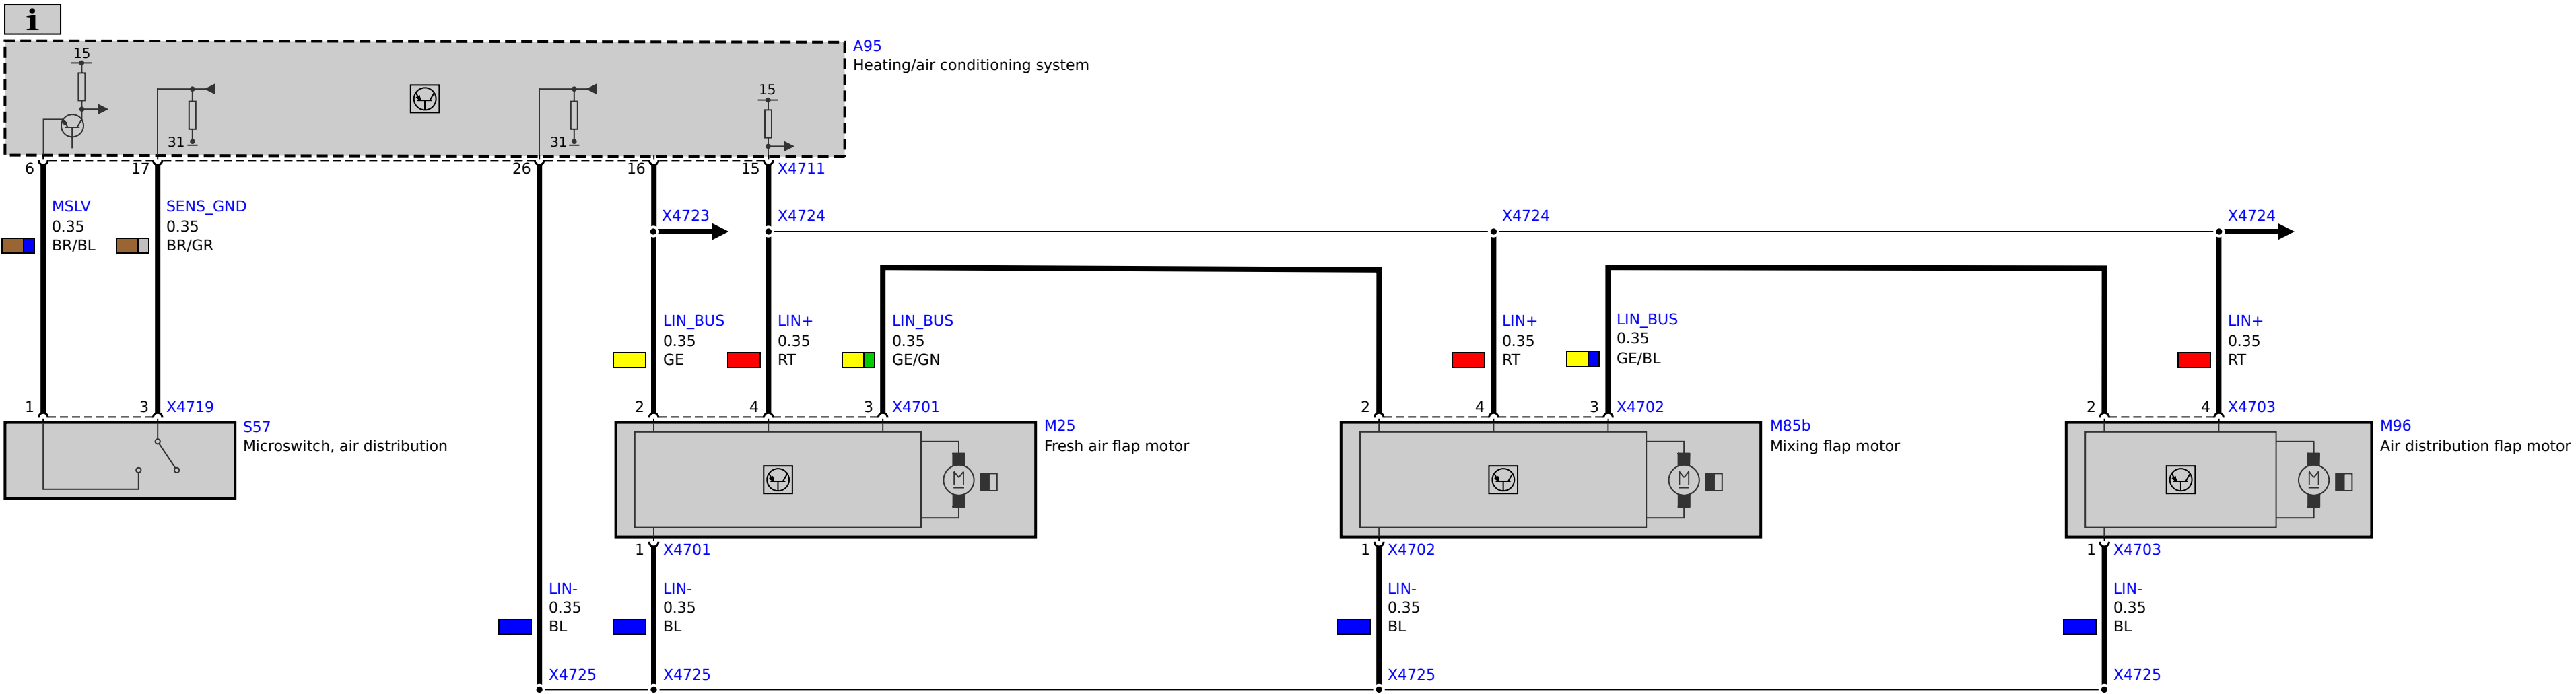 i
15
A95
Heating/air conditioning system
15
31
31
6
17
26
16
15
X4711
MSLV
0.35
BR/BL
SENS_GND
0.35
BR/GR
X4723
X4724
X4724
X4724
LIN_BUS
0.35
GE
LIN+
0.35
RT
LIN_BUS
0.35
GE/GN
LIN+
0.35
RT
LIN_BUS
0.35
GE/BL
LIN+
0.35
RT
1
3
X4719
2
4
3
X4701
2
4
3
X4702
2
4
X4703
S57
Microswitch, air distribution
M25
Fresh air flap motor
M85b
Mixing flap motor
M96
Air distribution flap motor
M
M
M
1
X4701
1
X4702
1
X4703
LIN-
0.35
BL
LIN-
0.35
BL
LIN-
0.35
BL
LIN-
0.35
BL
X4725
X4725
X4725
X4725